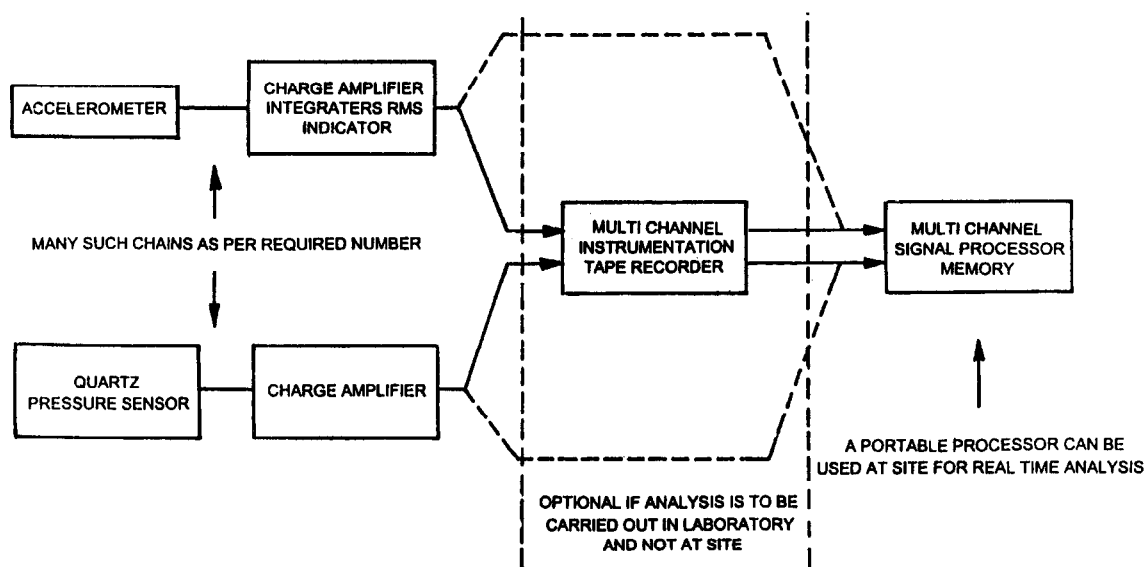 ACCELEROMETER
CHARGE AMPLIFIER
INTEGRATERS RMS
INDICATOR
MANY SUCH CHAINS AS PER REQUIRED NUMBER
MULTI CHANNEL
INSTRUMENTATION
TAPE RECORDER
MULTI CHANNEL
SIGNAL PROCESSOR
MEMORY
QUARTZ
PRESSURE SENSOR
CHARGE AMPLIFIER
A PORTABLE PROCESSOR CAN BE
USED AT SITE FOR REAL TIME ANALYSIS
OPTIONAL IF ANALYSIS IS TO BE
CARRIED OUT IN LABORATORY
AND NOT AT SITE